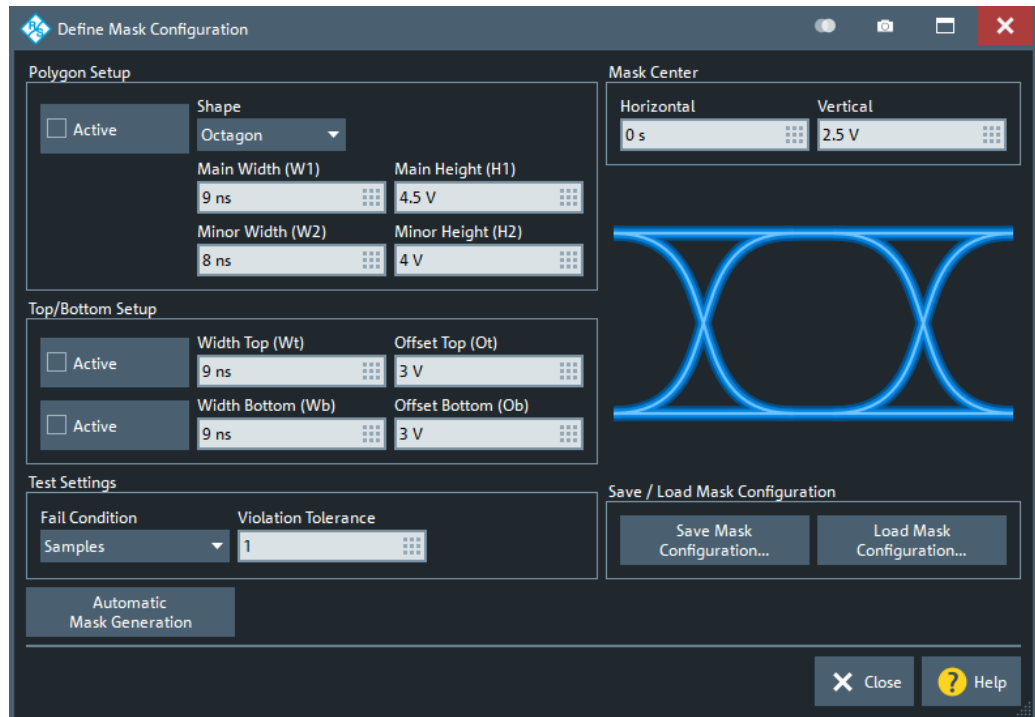 R&S Define Mask Configuration
Polygon Setup
Active
Shape
Octagon
Main Width (W1) Main Height (H1)
9 ns 4.5 V
Minor Width (W2) Minor Height (H2)
8 ns 4 V
Mask Center
Horizontal Vertical
0 s 2.5 V
Top/Bottom Setup
Active
Width Top (Wt) Offset Top (Ot)
9 ns 3 V
Active
Width Bottom (Wb) Offset Bottom (Ob)
9 ns 3 V
Test Settings
Fail Condition Violation Tolerance
Samples 1
Save / Load Mask Configuration
Save Mask
Configuration...
Load Mask
Configuration...
Automatic
Mask Generation
Close
? Help